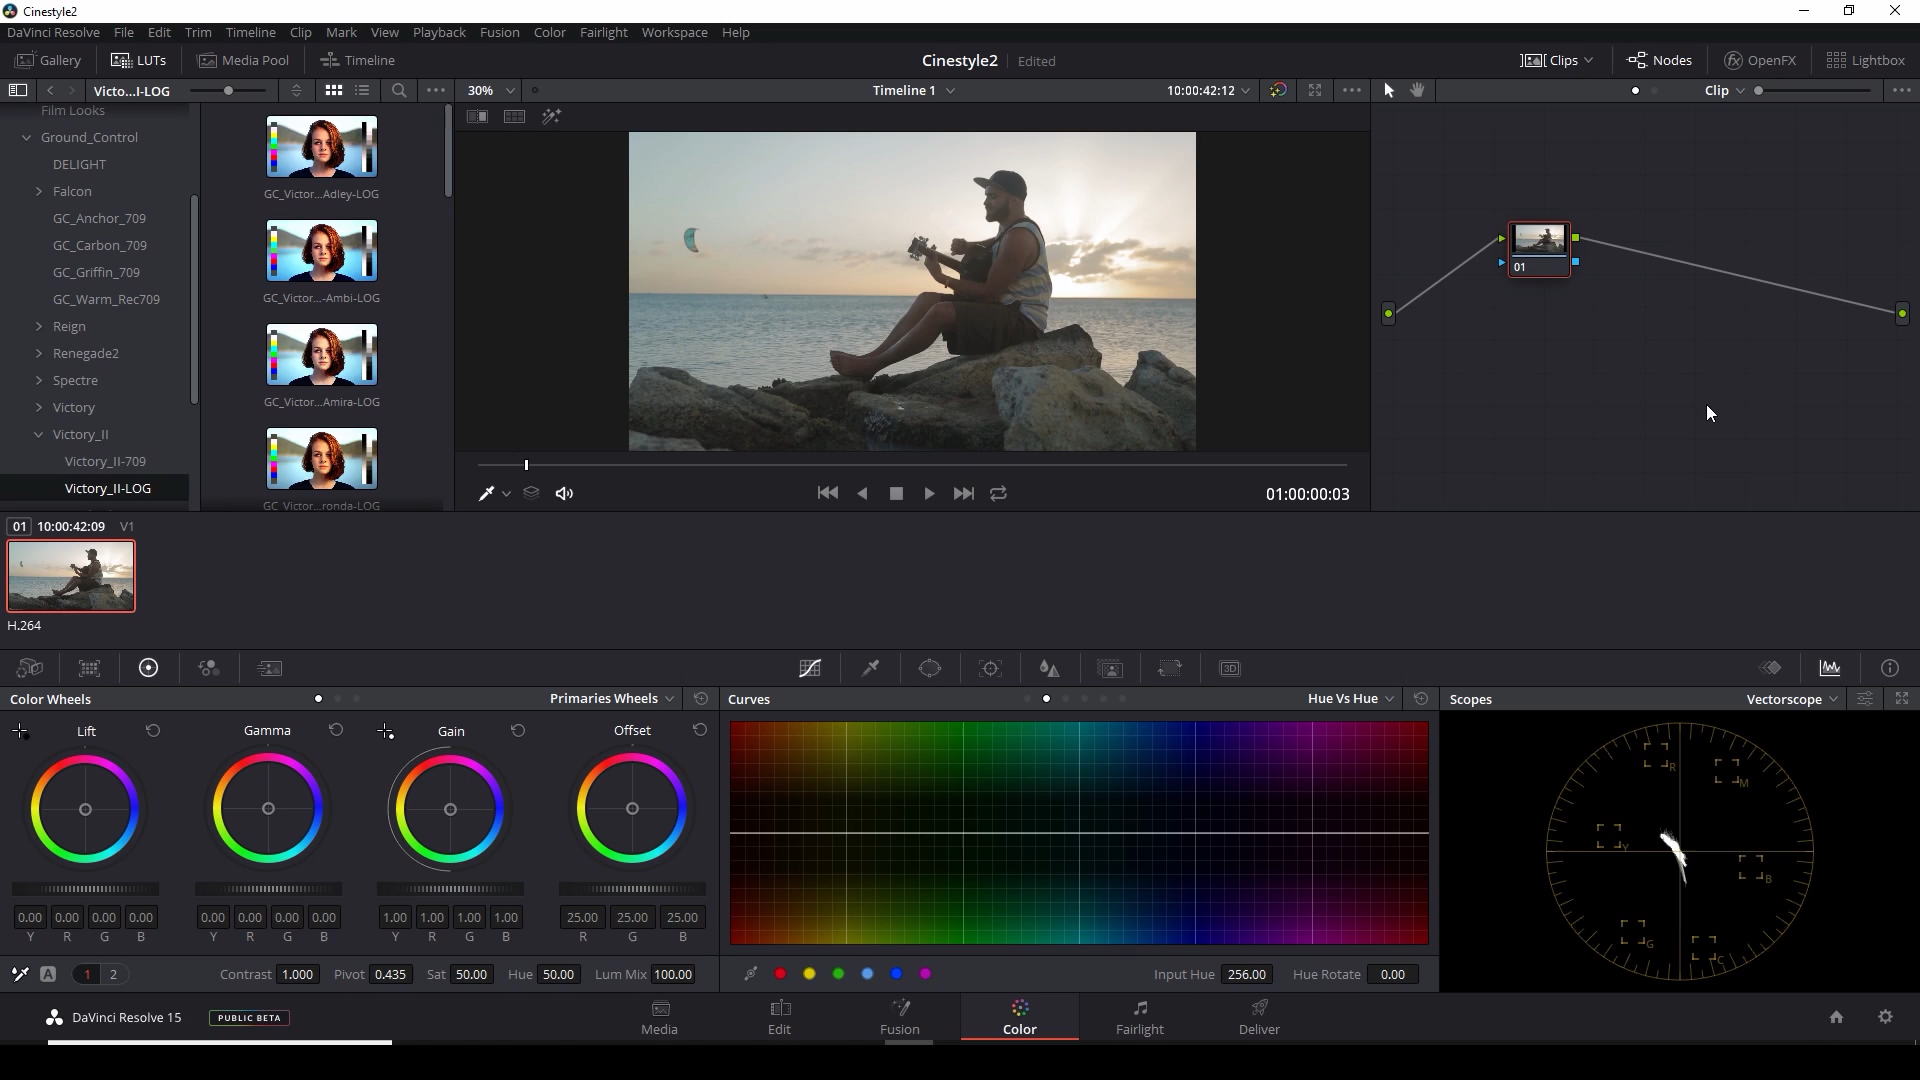 Cinestyle2
DaVinci Resolve File Edit Trim Timeline Clip Mark View Playback Fusion Color Fairlight Workspace Help
Gallery LUTs Media Pool Timeline Cinestyle2 Edited Clips Nodes OpenFX Lightbox
Victo...I-LOG 30% Timeline 1 10:00:42:12 Clip
Film Looks
Ground_Control
DELIGHT
Falcon
GC_Anchor_709
GC_Carbon_709
GC_Griffin_709
GC_Warm_Rec709
Reign
Renegade2
Spectre
Victory
Victory_II
Victory_II-709
Victory_II-LOG
GC_Victor...Adley-LOG
GC_Victor...-Ambi-LOG
GC_Victor...Amira-LOG
GC_Victor...ronda-LOG
01:00:00:03
01
01 10:00:42:09 V1
H.264
3D
Color Wheels Primaries Wheels Curves Hue Vs Hue Scopes Vectorscope
Lift Gamma Gain Offset
0.00 0.00 0.00 0.00 0.00 0.00 0.00 0.00 1.00 1.00 1.00 1.00 25.00 25.00 25.00
Y R G B Y R G B Y R G B R G B
R
M
Y
B
G
C
A 1 2 Contrast 1.000 Pivot 0.435 Sat 50.00 Hue 50.00 Lum Mix 100.00 Input Hue 256.00 Hue Rotate 0.00
DaVinci Resolve 15 PUBLIC BETA Media Edit Fusion Color Fairlight Deliver